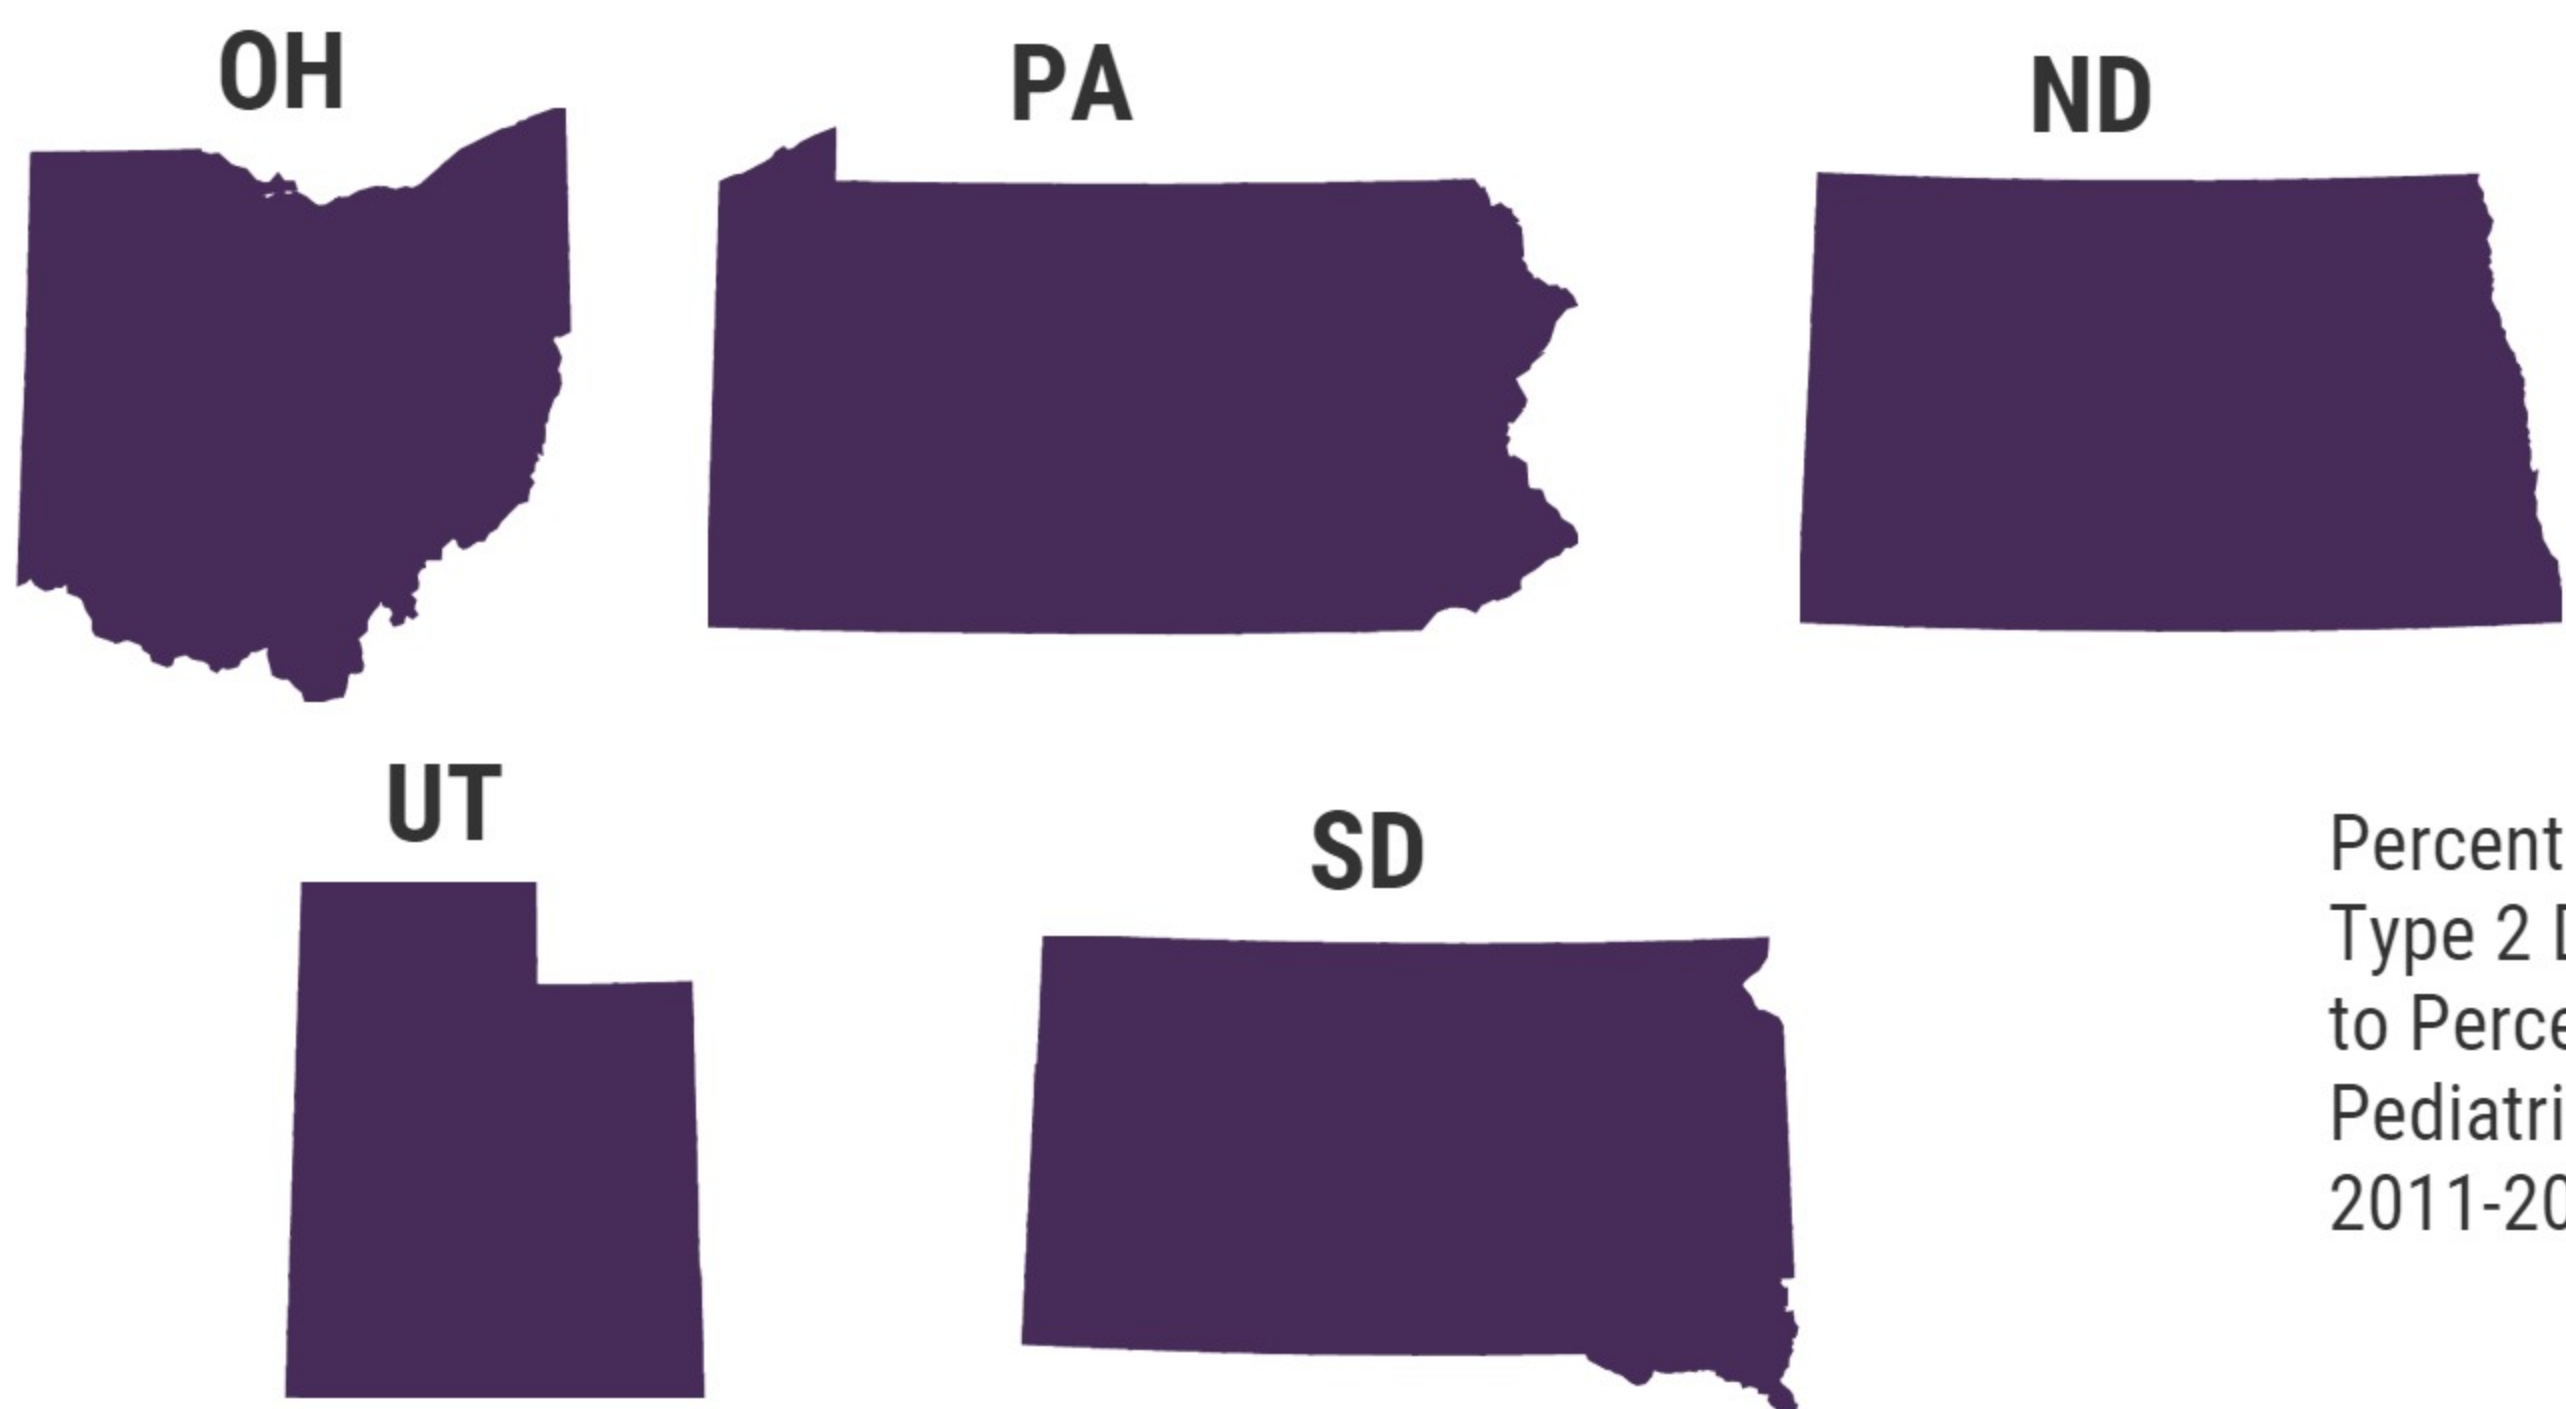 OH
PA
ND
UT
SD
Percent
Type 2
to Perce
Pediatri
2011-20